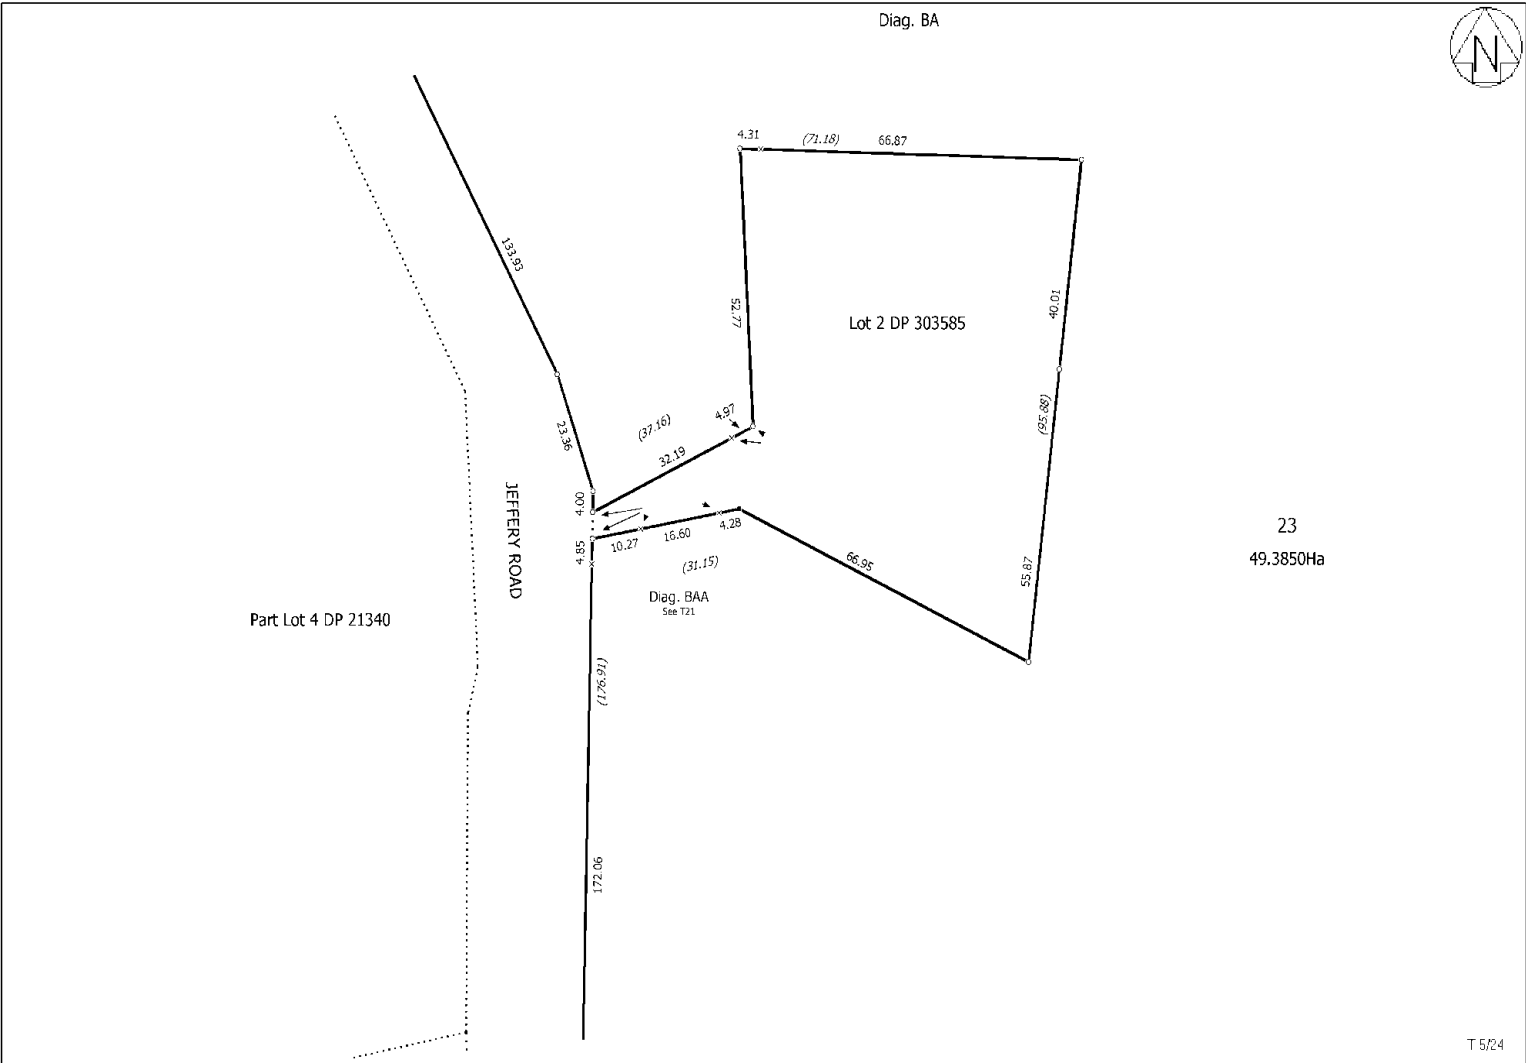 Diag. BA
N
4.31
(71.18)
66.87
133.93
52.77
40.01
Lot 2 DP 303585
(95.88)
4.97
(37.16)
23.36
32.19
JEFFERY ROAD
4.00
4.85
10.27
16.60
4.28
(31.15)
66.95
55.87
23
49.3850Ha
Diag. BAA
See T21
Part Lot 4 DP 21340
(176.91)
172.06
T 5/24